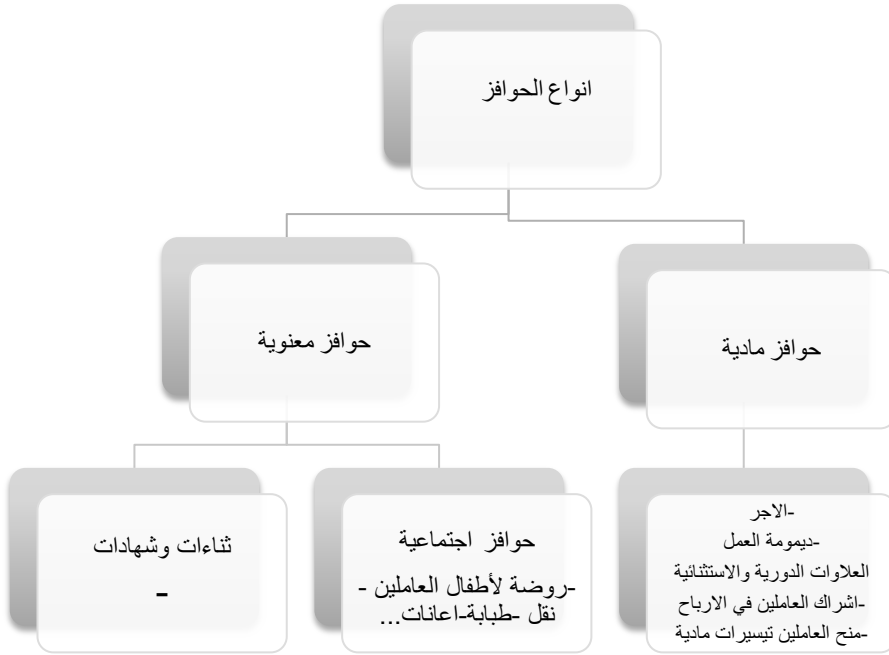 انواع الحوافز
حوافز مادية
حوافز معنوية
-الاجر
-ديمومة العمل
العلاوات الدورية والاستثنائية
-اشراك العاملين في الارباح
-منح العاملين تيسيرات مادية
حوافز اجتماعية
-روضة لأطفال العاملين -
نقل -طبابة-اعانات...
ثناءات وشهادات
-